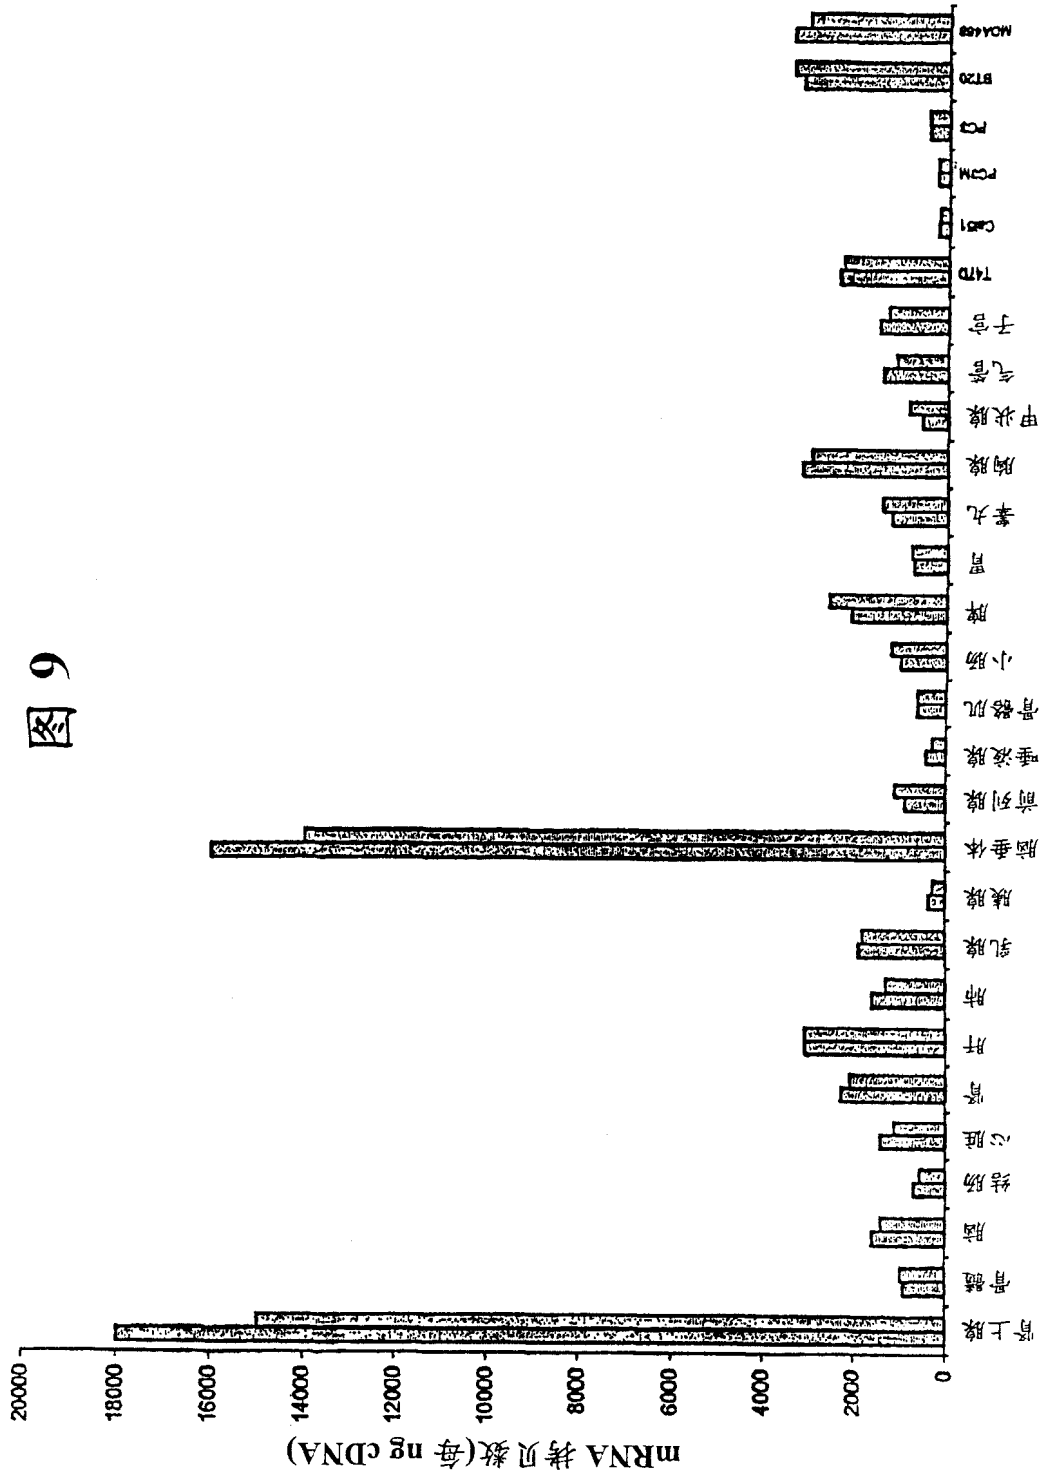 图 9
mRNA 拷贝数(每 ng cDNA)
20000
18000
16000
14000
12000
10000
8000
6000
4000
2000
0
肾上腺
骨髓
脑
结肠
心脏
肾
肝
肺
乳腺
胰腺
脑垂体
前列腺
唾液腺
骨骼肌
小肠
脾
胃
睾丸
胸腺
甲状腺
气管
子宫
T47D
PC3M
PC3
BT20